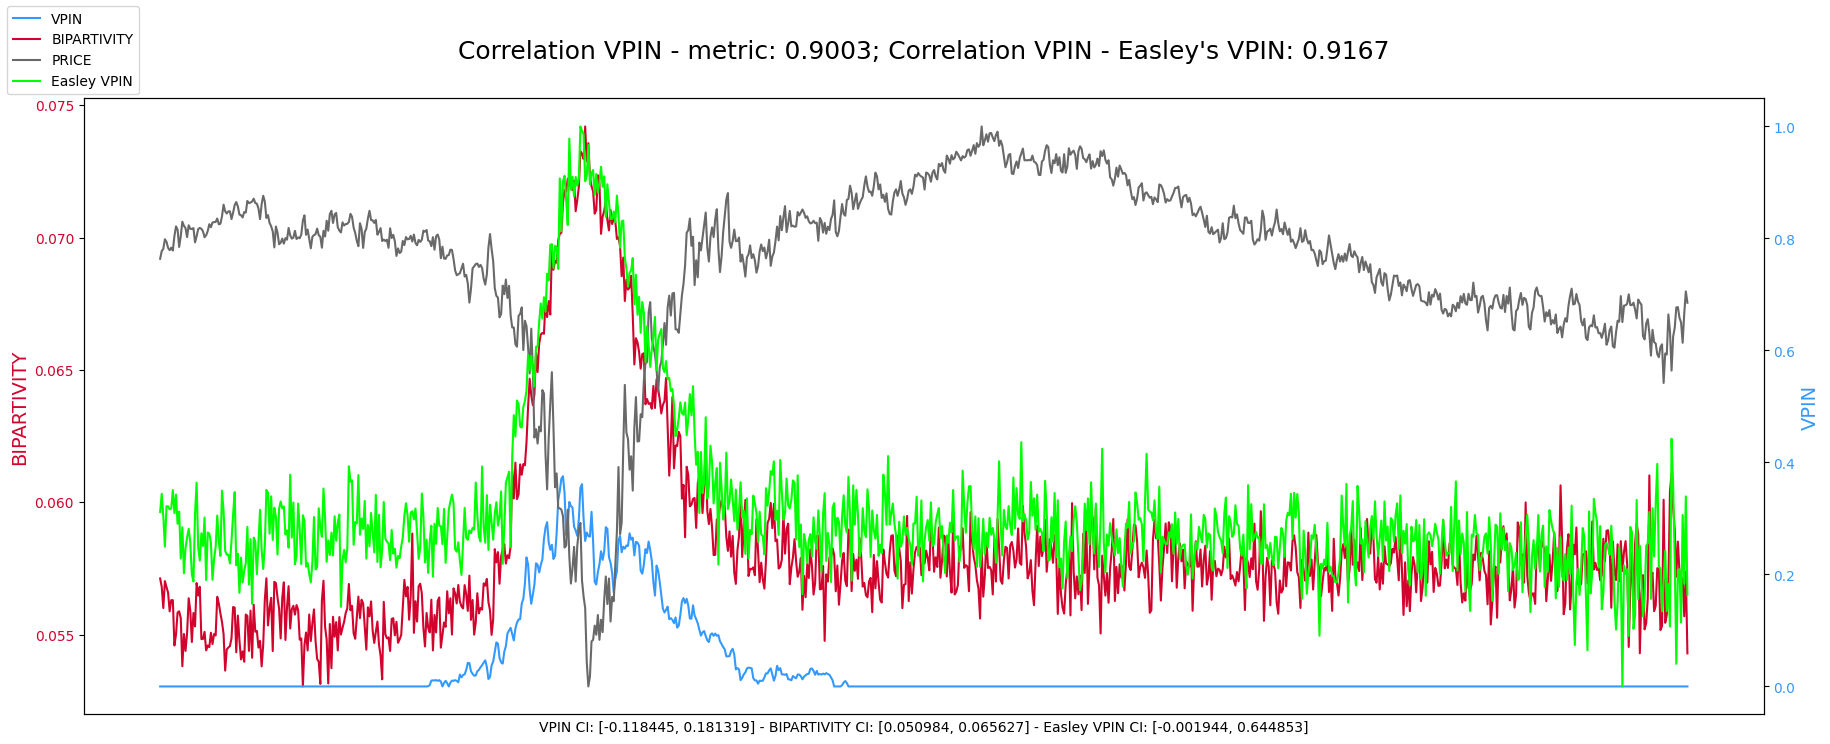 VPIN
BIPARTIVITY
PRICE
Easley VPIN
Correlation VPIN - metric: 0.9003; Correlation VPIN - Easley's VPIN: 0.9167
BIPARTIVITY
0.075
0.070
0.065
0.060
0.055
1.0
0.8
0.6
0.4
0.2
0.0
VPIN
VPIN CI: [-0.118445, 0.181319] - BIPARTIVITY CI: [0.050984, 0.065627] - Easley VPIN CI: [-0.001944, 0.644853]